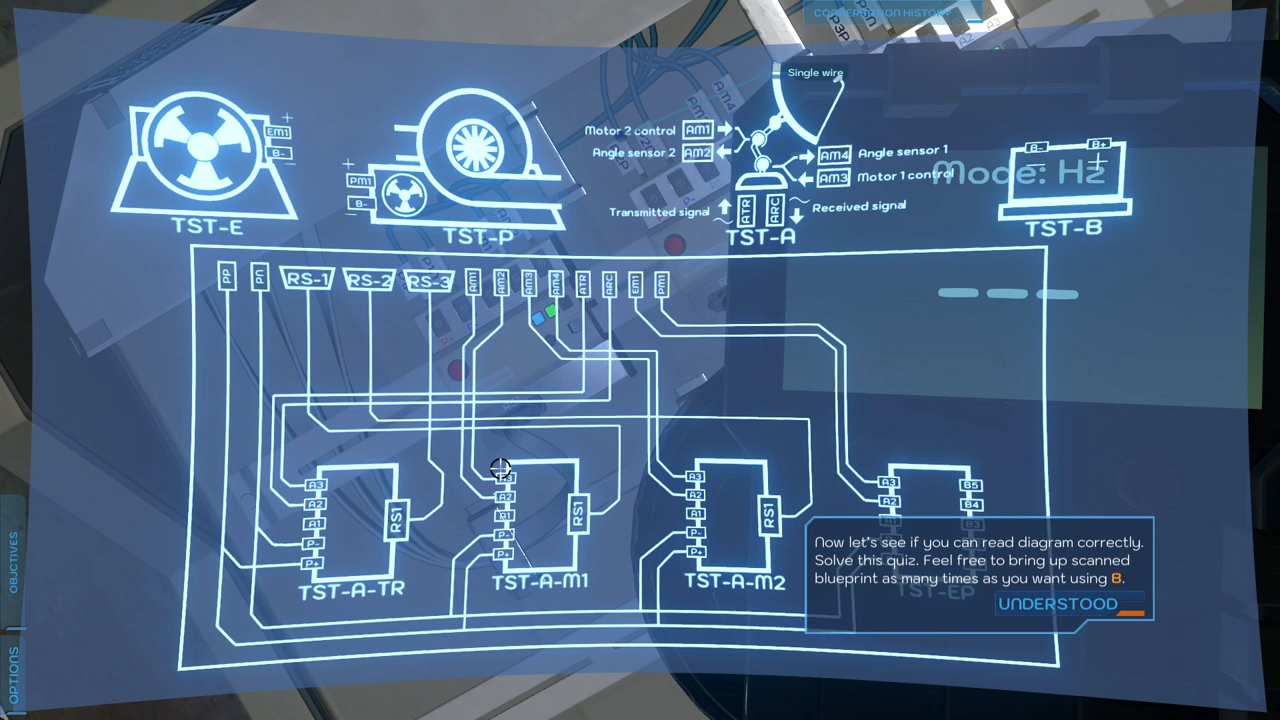 CONVERSATION HISTORY
P3P
A2
A3
Single wire
EM1
B-
TST-E
PM1
B-
TST-P
Motor 2 control AM1
Angle sensor 2 AM2
AM4 Angle sensor 1
AM3 Motor 1 control
Transmitted signal ATR ARC Received signal
TST-A
B- B+
TST-B
Mode: Hz
PP PN RS-1 RS-2 RS-3 AM1 AM2 AM3 AM4 ATR ARC EM1 PM1
A3
A2
A1
P-
P+
RS1
TST-A-TR
A2
A1
P-
P+
RS1
TST-A-M1
A3
A2
A1
P-
P+
RS1
TST-A-M2
A3
A2
A1
B5
B4
B3
TST-EP
Now let's see if you can read diagram correctly.
Solve this quiz. Feel free to bring up scanned
blueprint as many times as you want using B.
UNDERSTOOD
OBJECTIVES
OPTIONS